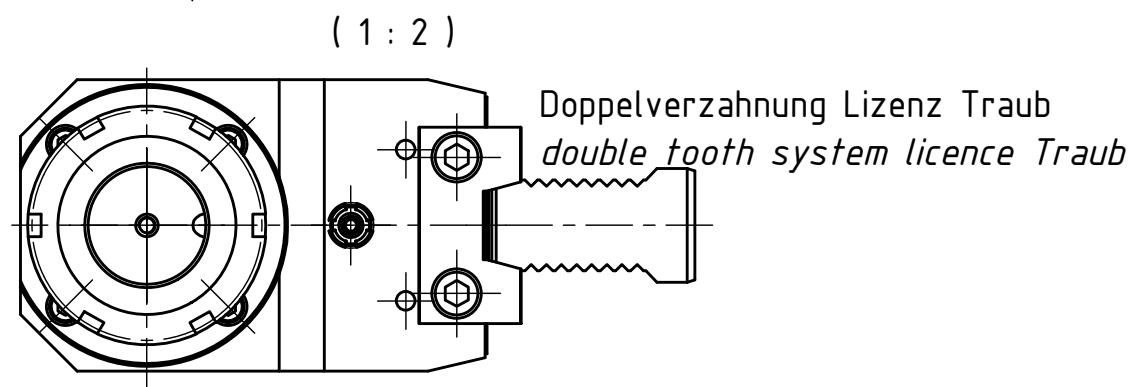 ( 1 : 2 )
Doppelverzahnung Lizenz Traub
double tooth system licence Traub